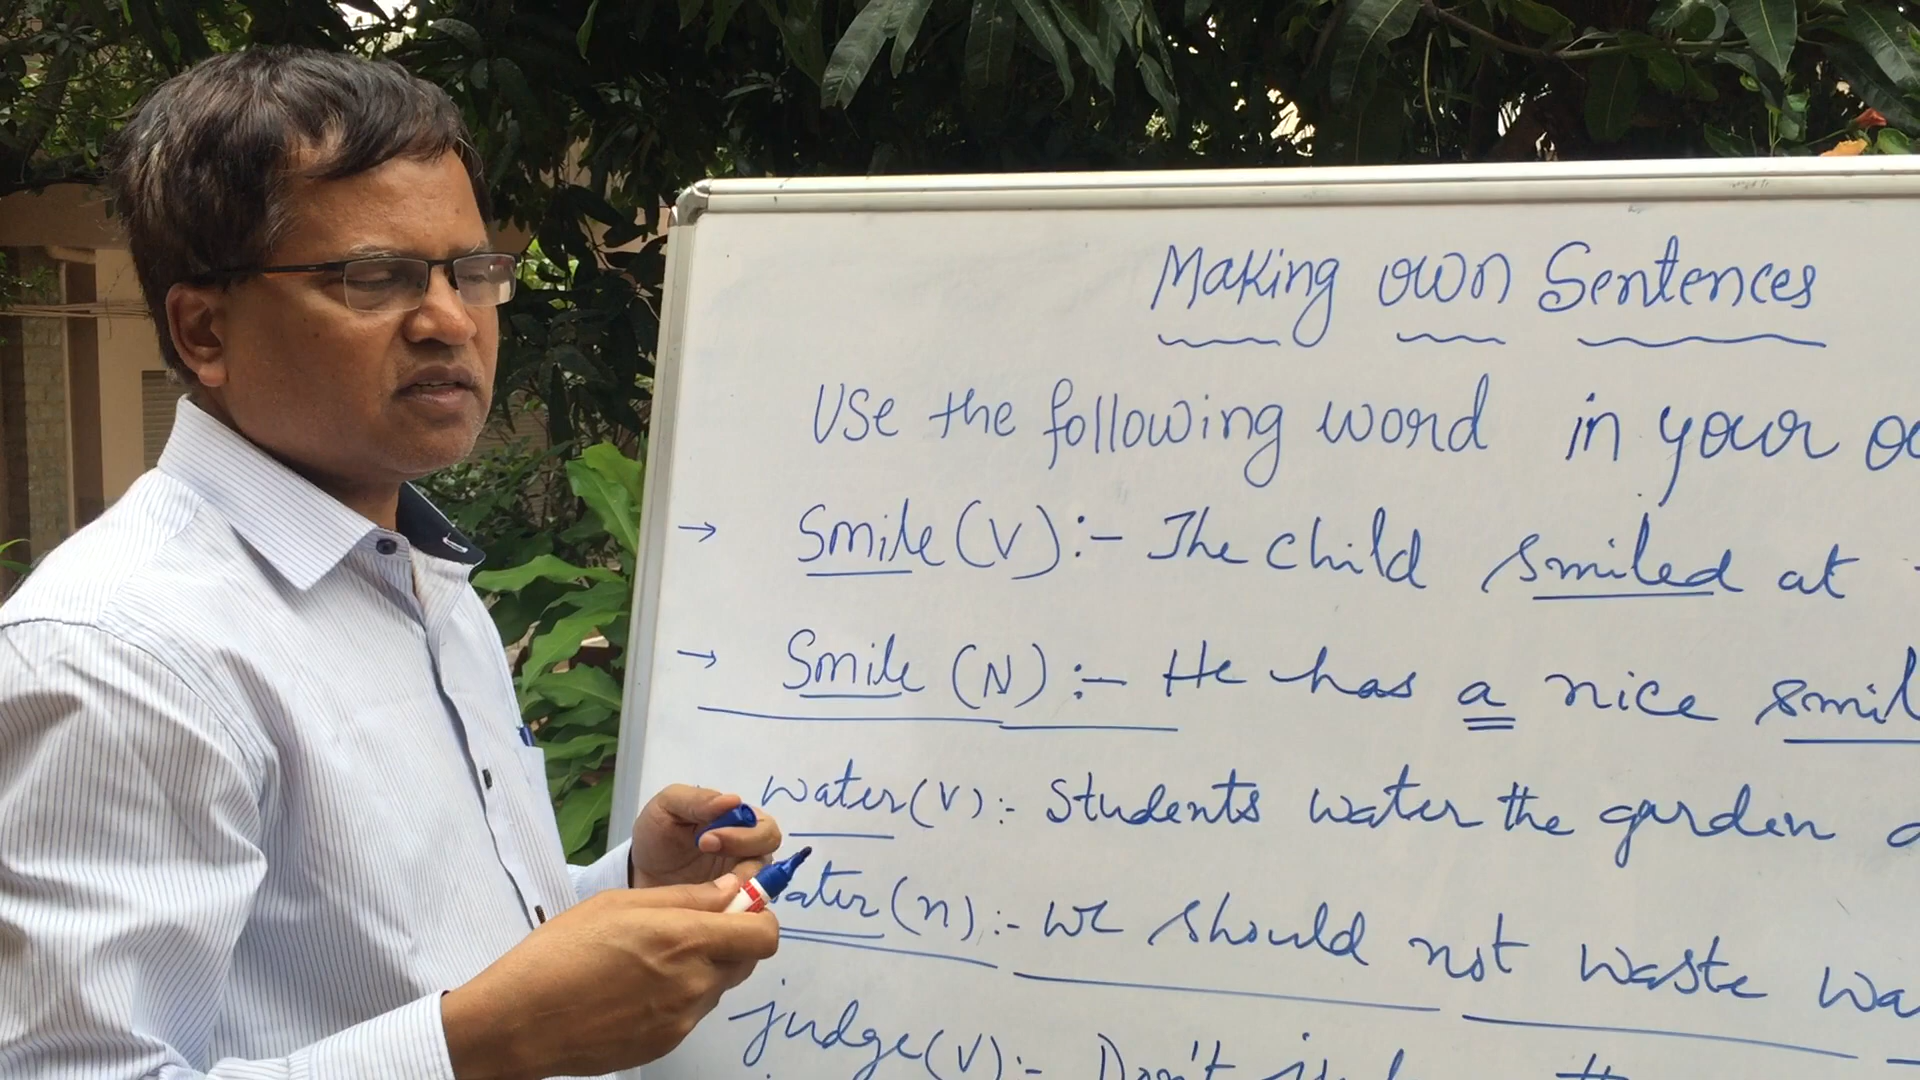 Making own Sentences
Use the following word in your
→ Smile (V) :- The child smiled at
→ Smile (N) :- He has a nice smil
water (V) :- Students water the garden
ater (n) :- We should not waste wa
judge (V) :- Don't